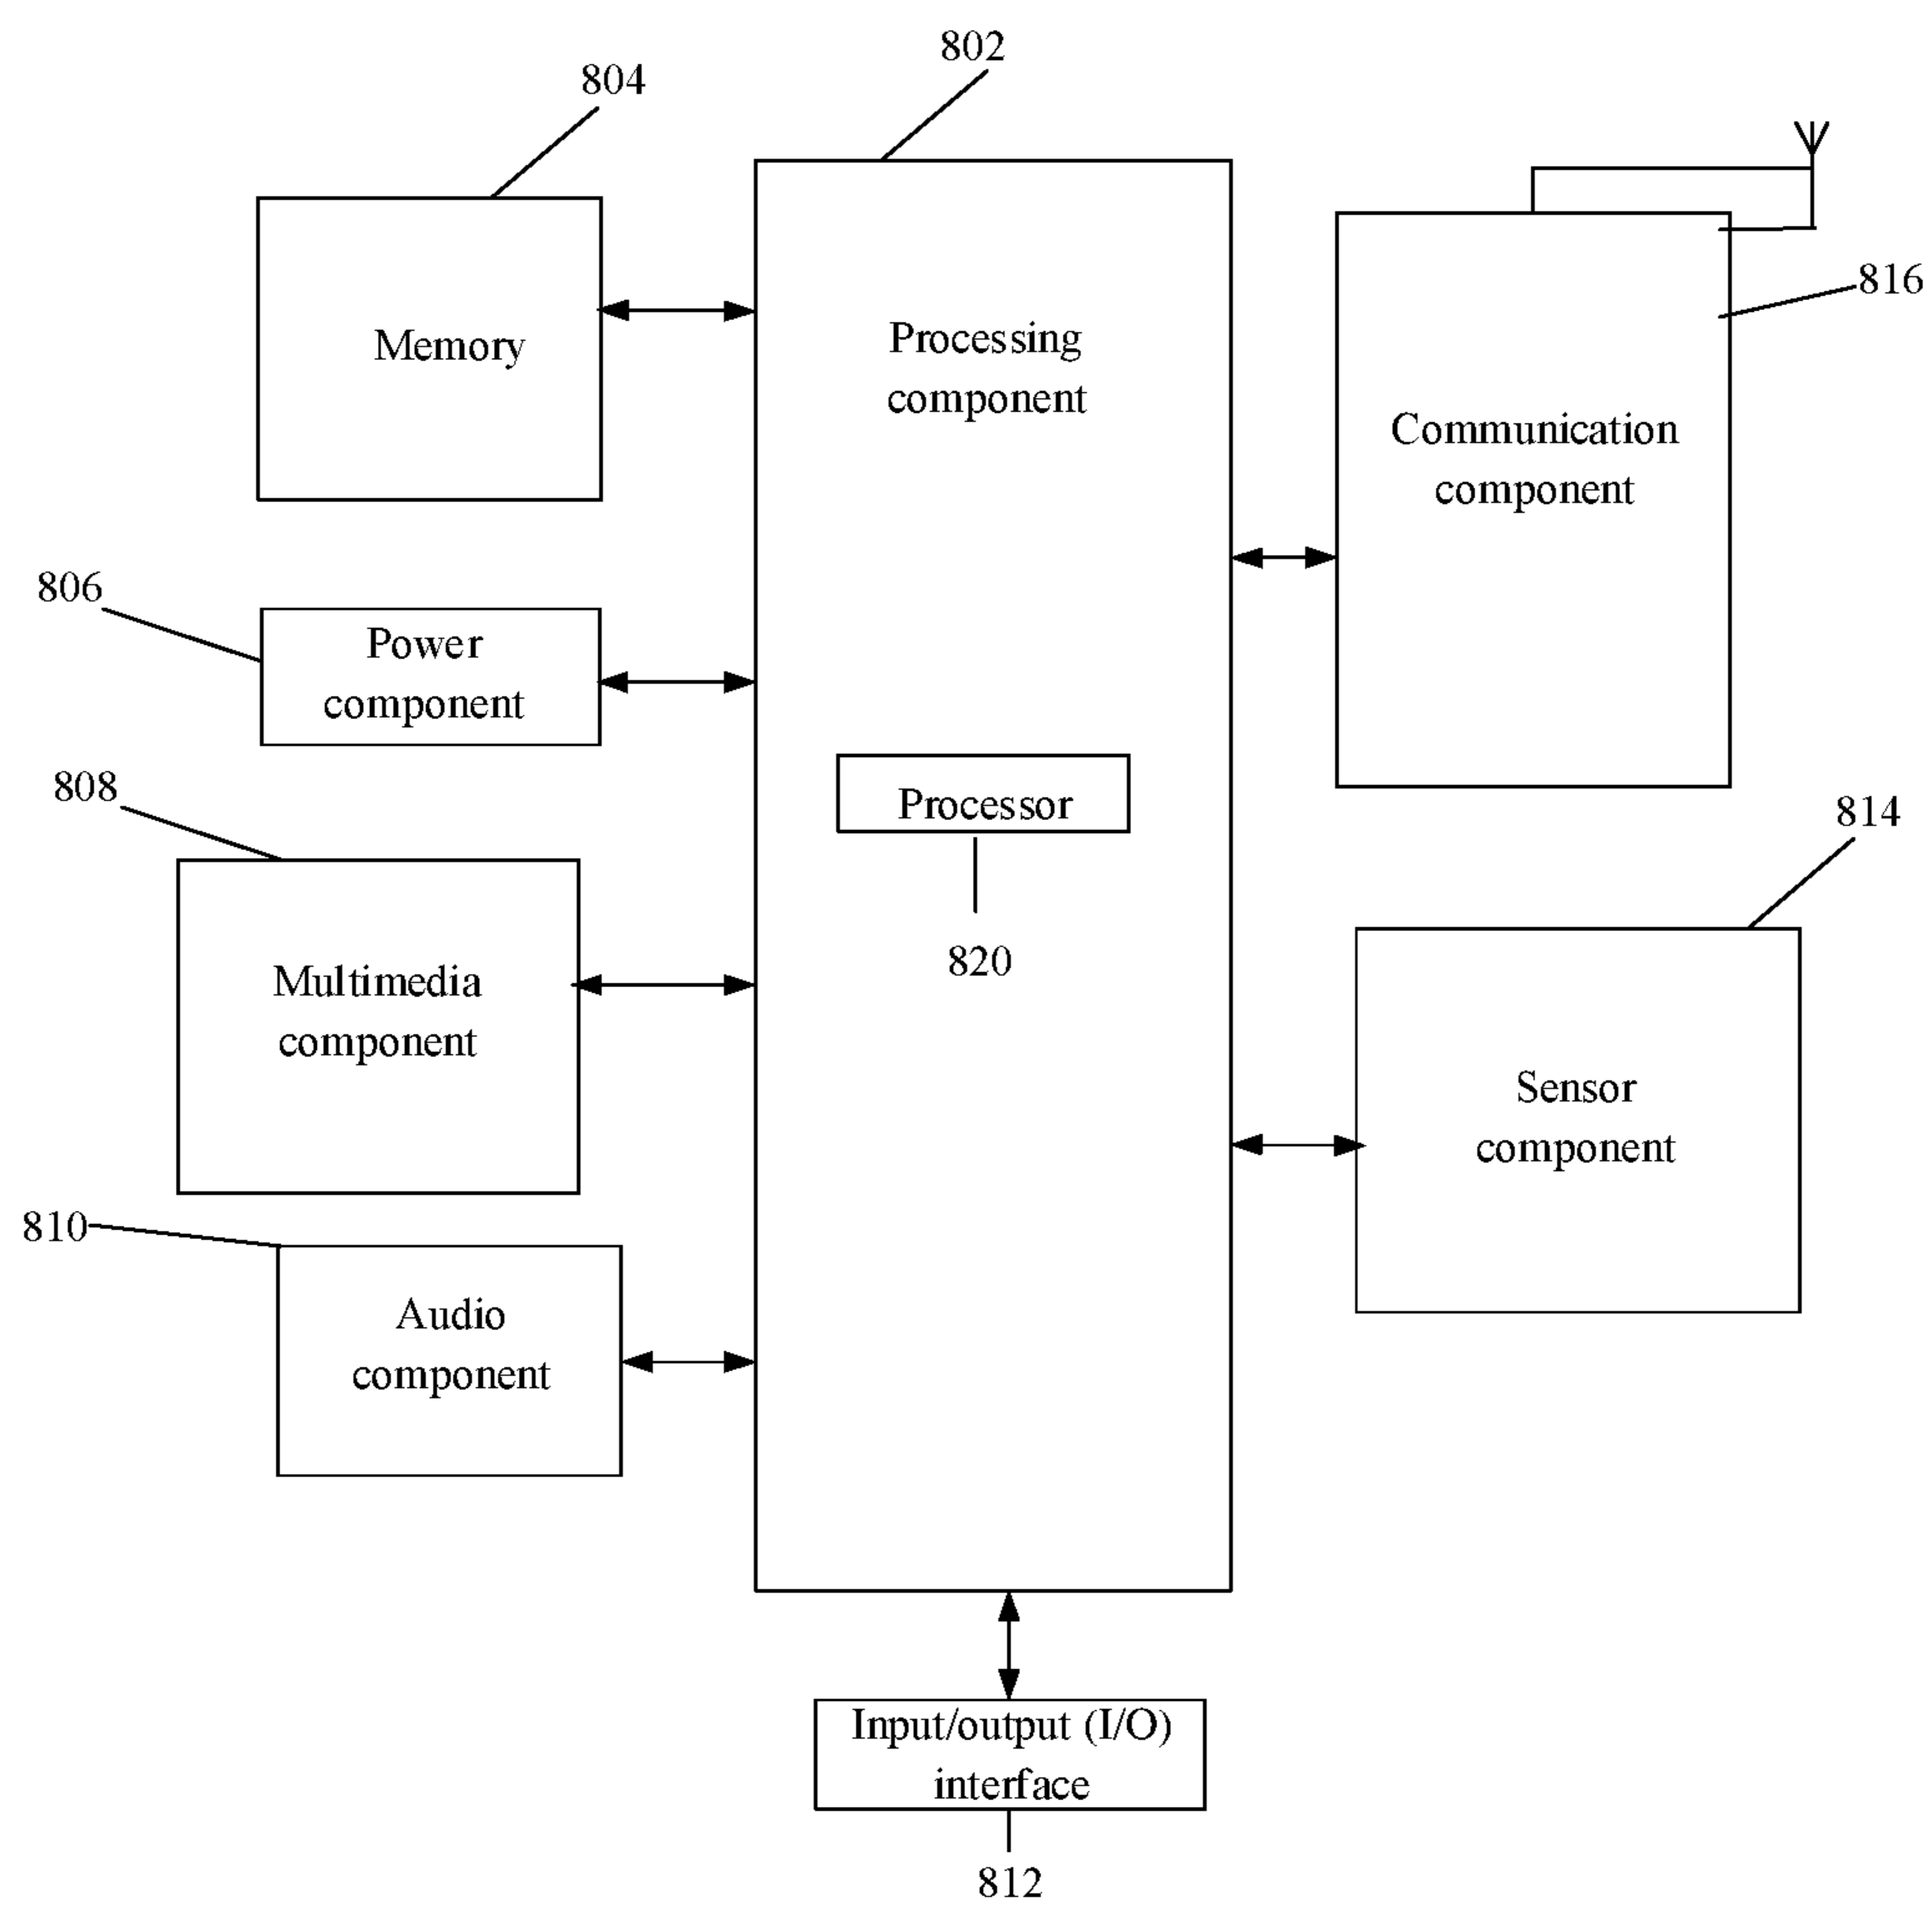 802
804
Memory
Processing
component
816
Communication
component
806
Power
component
808
Processor
814
820
Multimedia
component
Sensor
component
810
Audio
component
Input/output (I/O)
interface
812